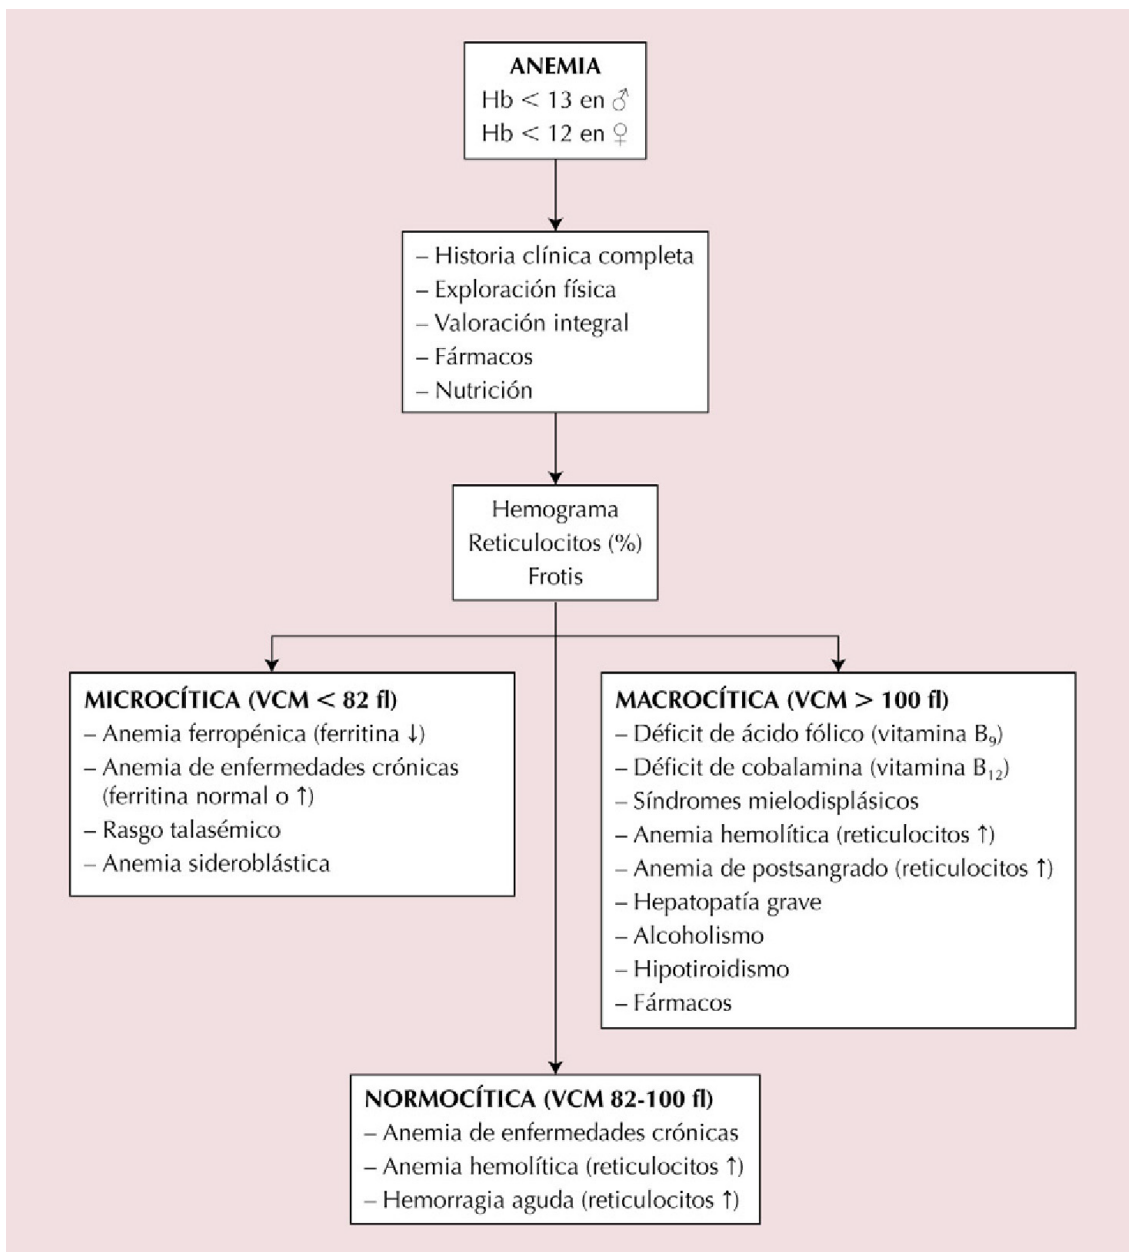 ANEMIA
Hb < 13 en ♂
Hb < 12 en ♀
– Historia clínica completa
– Exploración física
– Valoración integral
– Fármacos
– Nutrición
Hemograma
Reticulocitos (%)
Frotis
MICROCÍTICA (VCM < 82 fl)
– Anemia ferropénica (ferritina ↓)
– Anemia de enfermedades crónicas
(ferritina normal o ↑)
– Rasgo talasémico
– Anemia sideroblástica
MACROCÍTICA (VCM > 100 fl)
– Déficit de ácido fólico (vitamina B₉)
– Déficit de cobalamina (vitamina B₁₂)
– Síndromes mielodisplásicos
– Anemia hemolítica (reticulocitos ↑)
– Anemia de postsangrado (reticulocitos ↑)
– Hepatopatía grave
– Alcoholismo
– Hipotiroidismo
– Fármacos
NORMOCÍTICA (VCM 82-100 fl)
– Anemia de enfermedades crónicas
– Anemia hemolítica (reticulocitos ↑)
– Hemorragia aguda (reticulocitos ↑)